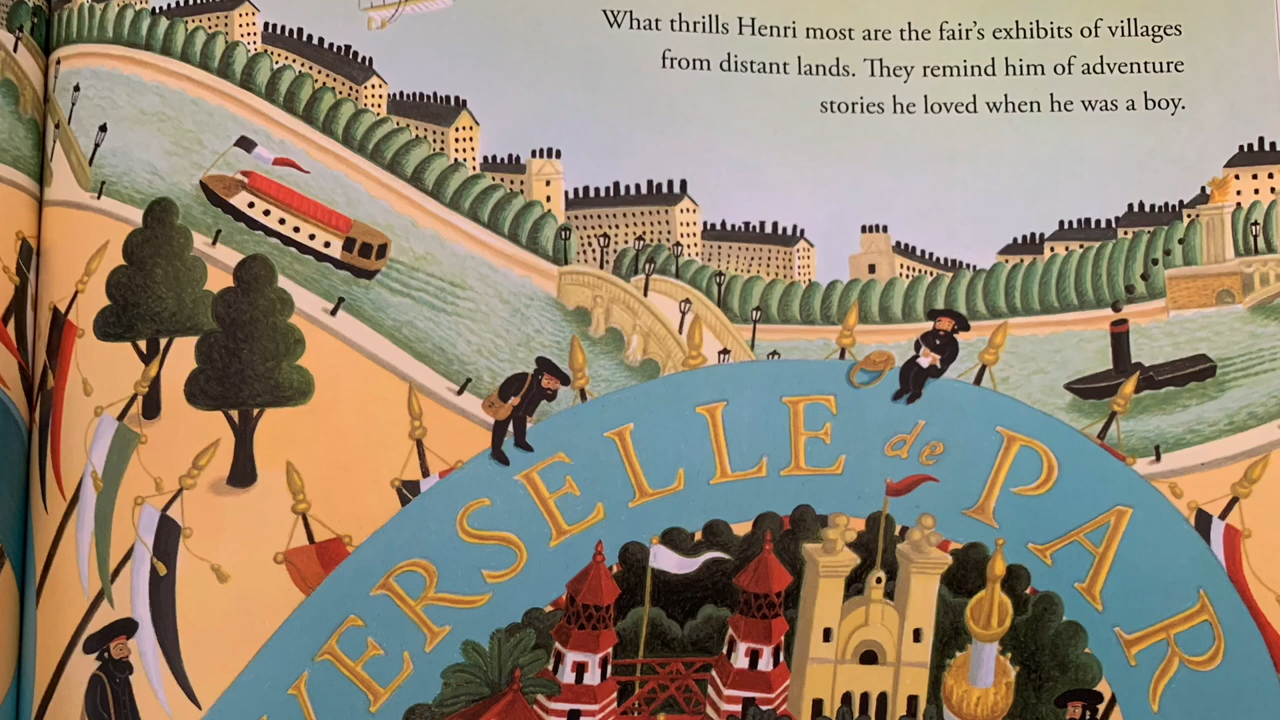 What thrills Henri most are the fair's exhibits of villages
from distant lands. They remind him of adventure
stories he loved when he was a boy.
VERSELLE de PAR